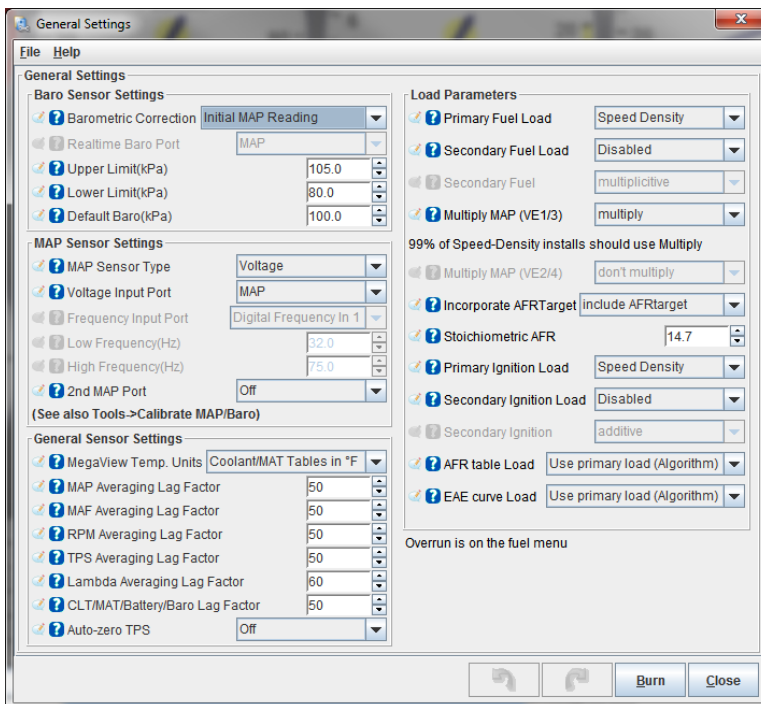 General Settings
File Help
General Settings
Baro Sensor Settings
Barometric Correction Initial MAP Reading
Realtime Baro Port MAP
Upper Limit(kPa) 105.0
Lower Limit(kPa) 80.0
Default Baro(kPa) 100.0
MAP Sensor Settings
MAP Sensor Type Voltage
Voltage Input Port MAP
Frequency Input Port Digital Frequency In 1
Low Frequency(Hz) 32.0
High Frequency(Hz) 75.0
2nd MAP Port Off
(See also Tools->Calibrate MAP/Baro)
General Sensor Settings
MegaView Temp. Units Coolant/MAT Tables in °F
MAP Averaging Lag Factor 50
MAF Averaging Lag Factor 50
RPM Averaging Lag Factor 50
TPS Averaging Lag Factor 50
Lambda Averaging Lag Factor 60
CLT/MAT/Battery/Baro Lag Factor 50
Auto-zero TPS Off
Load Parameters
Primary Fuel Load Speed Density
Secondary Fuel Load Disabled
Secondary Fuel multiplicitive
Multiply MAP (VE1/3) multiply
99% of Speed-Density installs should use Multiply
Multiply MAP (VE2/4) don't multiply
Incorporate AFRTarget include AFRtarget
Stoichiometric AFR 14.7
Primary Ignition Load Speed Density
Secondary Ignition Load Disabled
Secondary Ignition additive
AFR table Load Use primary load (Algorithm)
EAE curve Load Use primary load (Algorithm)
Overrun is on the fuel menu
Burn Close